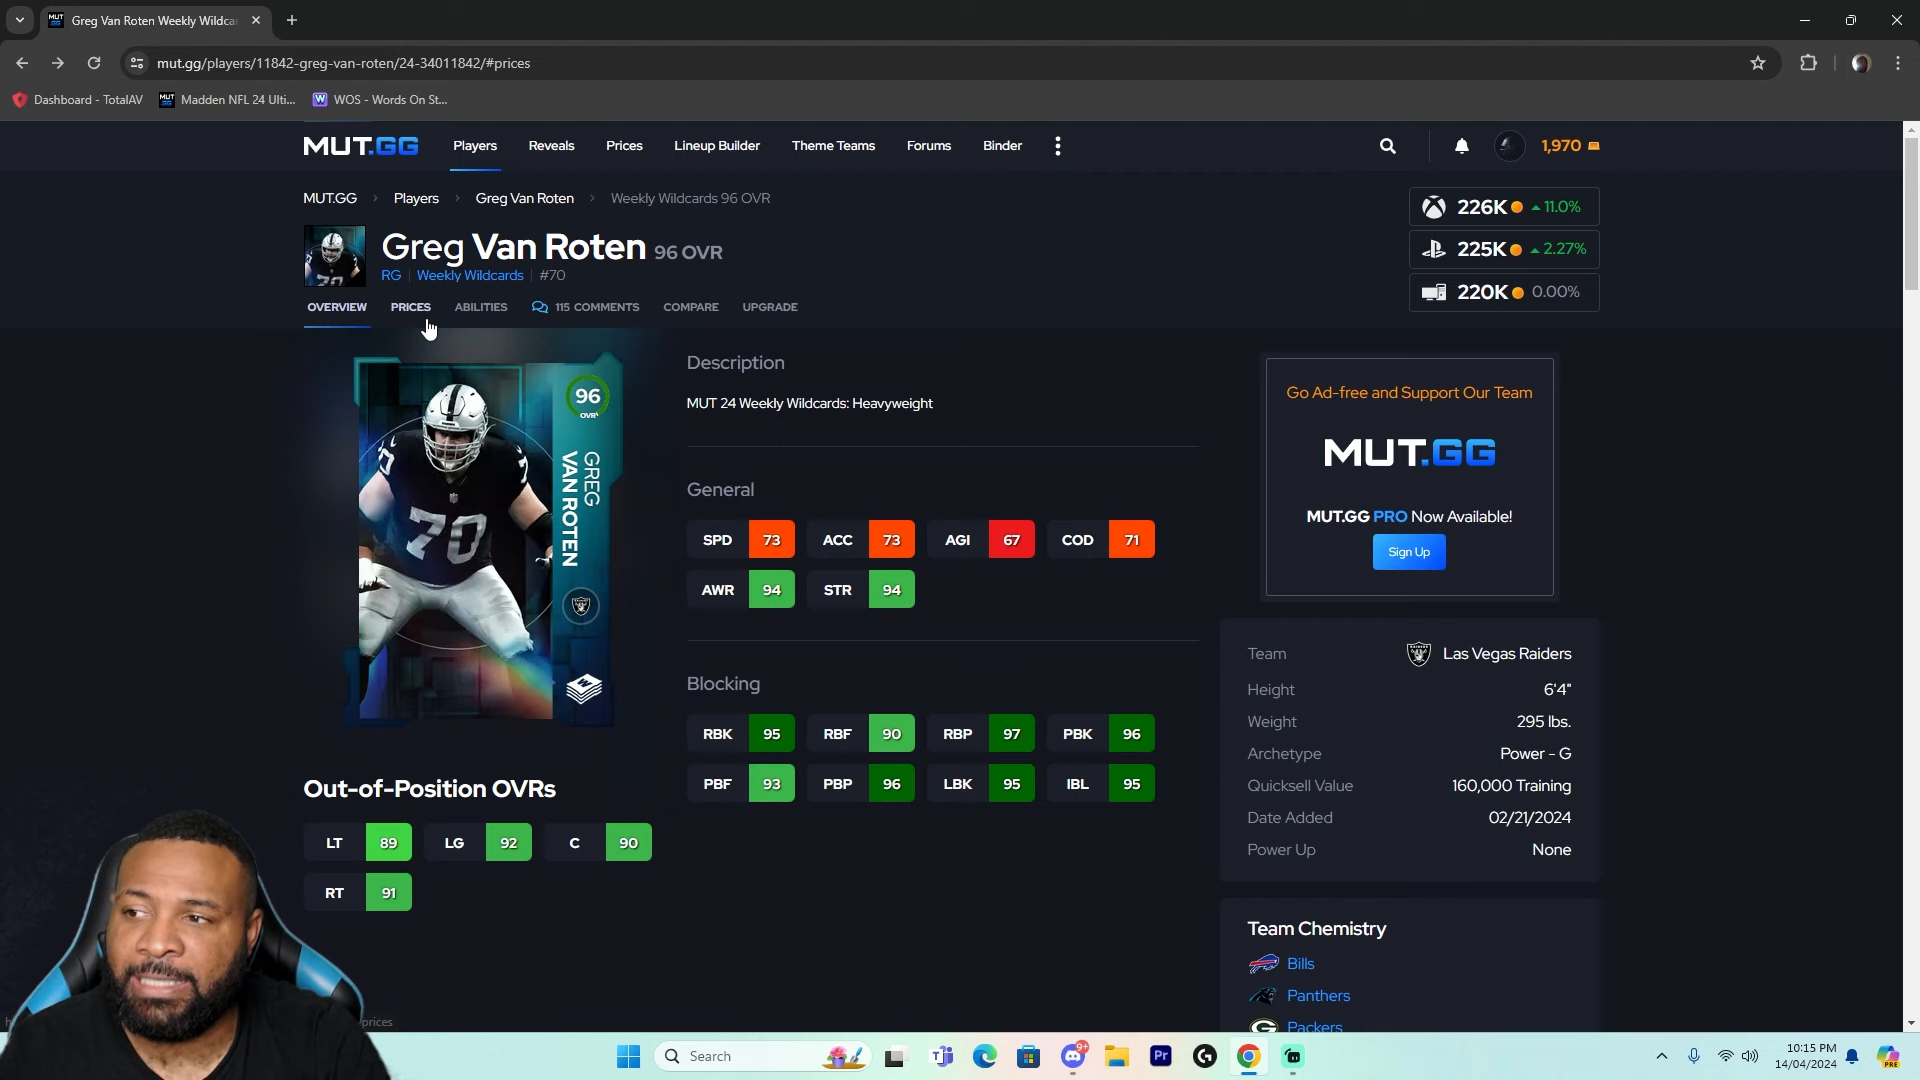 Greg Van Roten Weekly Wildca
mut.gg/players/11842-greg-van-roten/24-34011842/#prices
Dashboard - TotalAV
MUT
Madden NFL 24 Ulti...
WOS - Words On St...
MUT.GG
Players
Reveals
Prices
Lineup Builder
Theme Teams
Forums
Binder
1,970
MUT.GG > Players > Greg Van Roten > Weekly Wildcards 96 OVR
226K 11.0%
225K 2.27%
220K 0.00%
Greg Van Roten 96 OVR
RG | Weekly Wildcards | #70
OVERVIEW
PRICES
ABILITIES
115 COMMENTS
COMPARE
UPGRADE
96
OVR
GREG
VAN ROTEN
70
Description
MUT 24 Weekly Wildcards: Heavyweight
General
SPD 73 ACC 73 AGI 67 COD 71
AWR 94 STR 94
Blocking
RBK 95 RBF 90 RBP 97 PBK 96
PBF 93 PBP 96 LBK 95 IBL 95
Out-of-Position OVRs
LT 89 LG 92 C 90
RT 91
Go Ad-free and Support Our Team
MUT.GG
MUT.GG PRO Now Available!
Sign Up
Team Las Vegas Raiders
Height 6'4"
Weight 295 lbs.
Archetype Power - G
Quicksell Value 160,000 Training
Date Added 02/21/2024
Power Up None
Team Chemistry
Bills
Panthers
Packers
prices
Search
9+
Pr
10:15 PM
14/04/2024
PRE